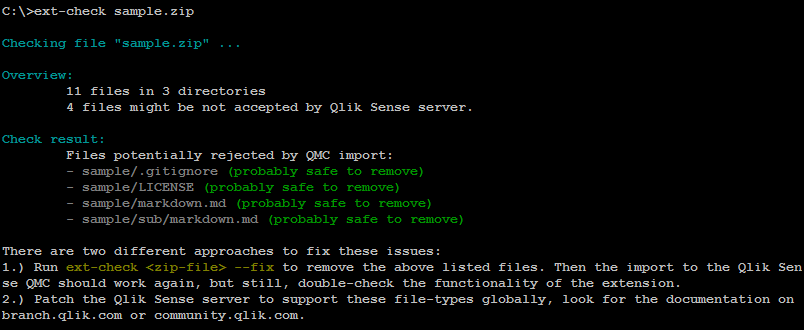 C:\>ext-check sample.zip
Checking file "sample.zip" ...
Overview:
11 files in 3 directories
4 files might be not accepted by Qlik Sense server.
Check result:
Files potentially rejected by QMC import:
- sample/.gitignore (probably safe to remove)
- sample/LICENSE (probably safe to remove)
- sample/markdown.md (probably safe to remove)
- sample/sub/markdown.md (probably safe to remove)
There are two different approaches to fix these issues:
1.) Run ext-check <zip-file> --fix to remove the above listed files. Then the import to the Qlik Sen
se QMC should work again, but still, double-check the functionality of the extension.
2.) Patch the Qlik Sense server to support these file-types globally, look for the documentation on
branch.qlik.com or community.qlik.com.